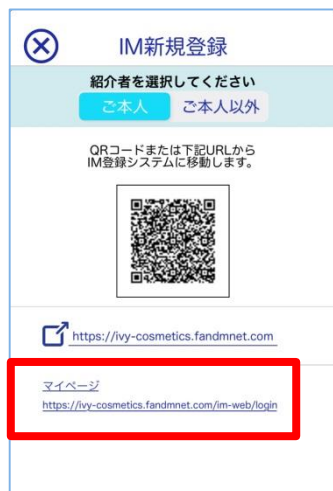 IM新規登録
紹介者を選択してください
ご本人 ご本人以外
QRコードまたは下記URLから
IM登録システムに移動します。
https://ivy-cosmetics.fandmnet.com
マイページ
https://ivy-cosmetics.fandmnet.com/im-web/login